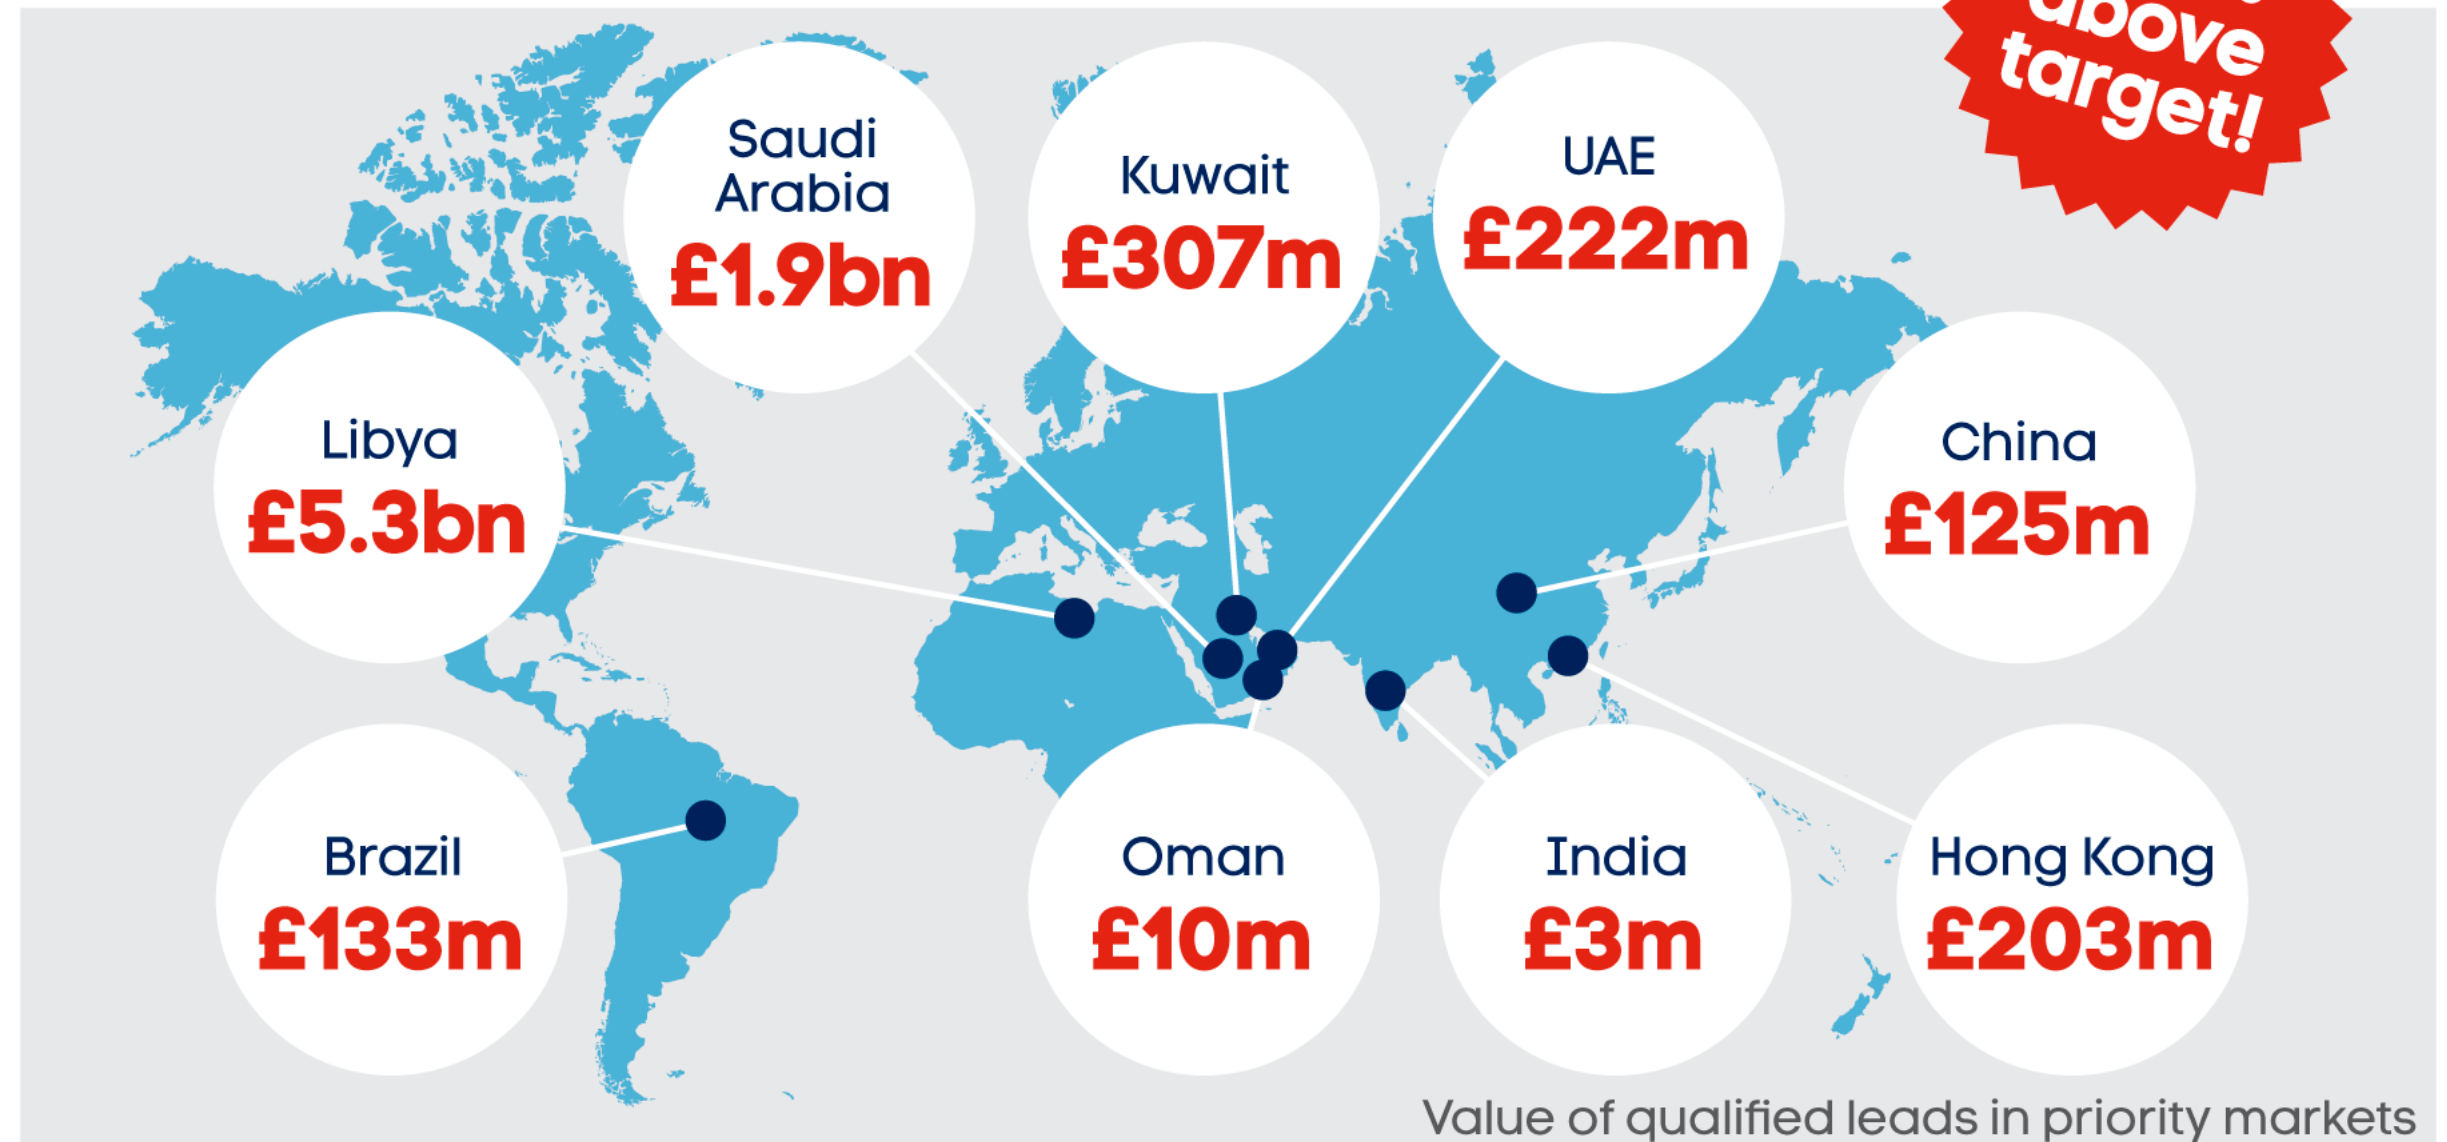 above
target!
Saudi
Arabia
£1.9bn
Kuwait
£307m
UAE
£222m
Libya
£5.3bn
China
£125m
Brazil
£133m
Oman
£10m
India
£3m
Hong Kong
£203m
Value of qualified leads in priority markets